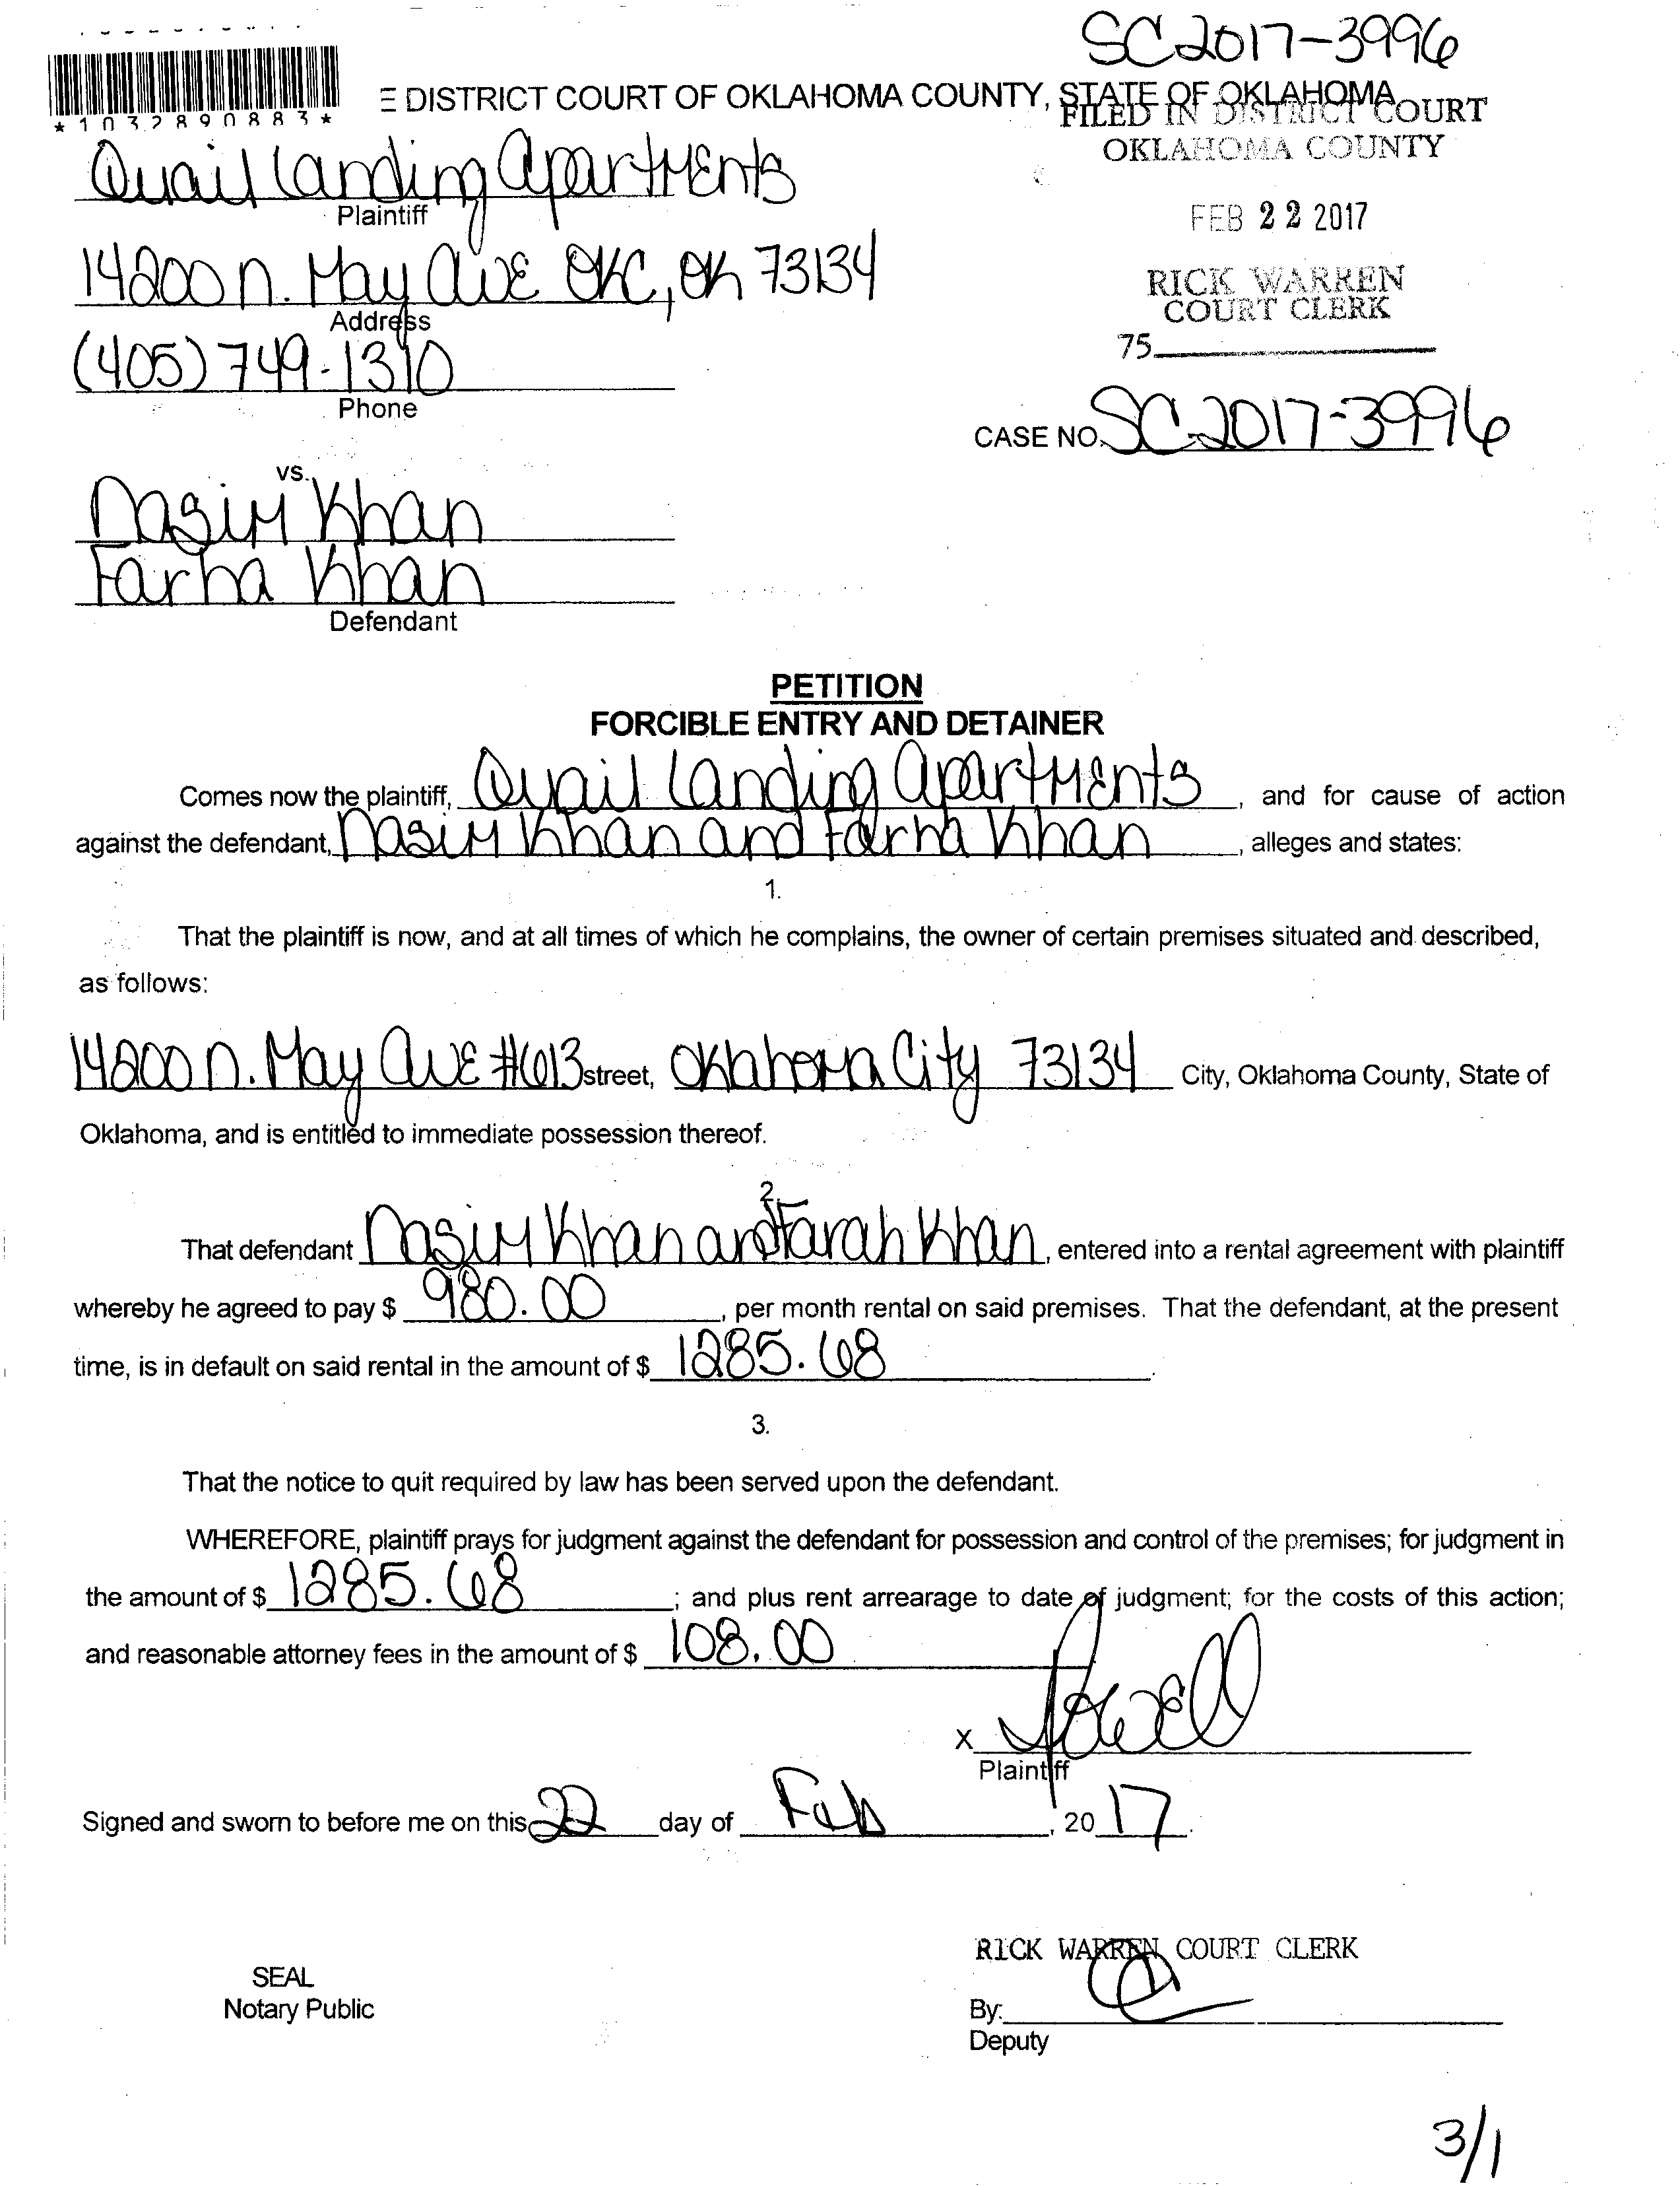 SC2017-3996
E DISTRICT COURT OF OKLAHOMA COUNTY, STATE OF OKLAHOMA
*1032890883*
FILED IN DISTRICT COURT
OKLAHOMA COUNTY
Quail Landing Apartments
Plaintiff
FEB 22 2017
14200 N. May Ave OKC, OK 73134
Address
RICK WARREN
COURT CLERK
75
(405) 749-1310
Phone
CASE NO. SC-2017-3996
vs.
Nasim Khan
Farha Khan
Defendant
PETITION
FORCIBLE ENTRY AND DETAINER
Comes now the plaintiff, Quail Landing Apartments, and for cause of action
against the defendant, Nasim Khan and Farha Khan, alleges and states:
1.
That the plaintiff is now, and at all times of which he complains, the owner of certain premises situated and described,
as follows:
14200 N. May Ave #613 street, Oklahoma City 73134 City, Oklahoma County, State of
Oklahoma, and is entitled to immediate possession thereof.
2.
That defendant Nasim Khan and Farah Khan, entered into a rental agreement with plaintiff
whereby he agreed to pay $ 980.00, per month rental on said premises. That the defendant, at the present
time, is in default on said rental in the amount of $ 1285.68.
3.
That the notice to quit required by law has been served upon the defendant.
WHEREFORE, plaintiff prays for judgment against the defendant for possession and control of the premises; for judgment in
the amount of $ 1285.68; and plus rent arrearage to date of judgment; for the costs of this action;
and reasonable attorney fees in the amount of $ 108.00
X
Plaintiff
Signed and sworn to before me on this 22 day of Feb, 2017.
RICK WARREN COURT CLERK
SEAL
Notary Public
By:
Deputy
3/1